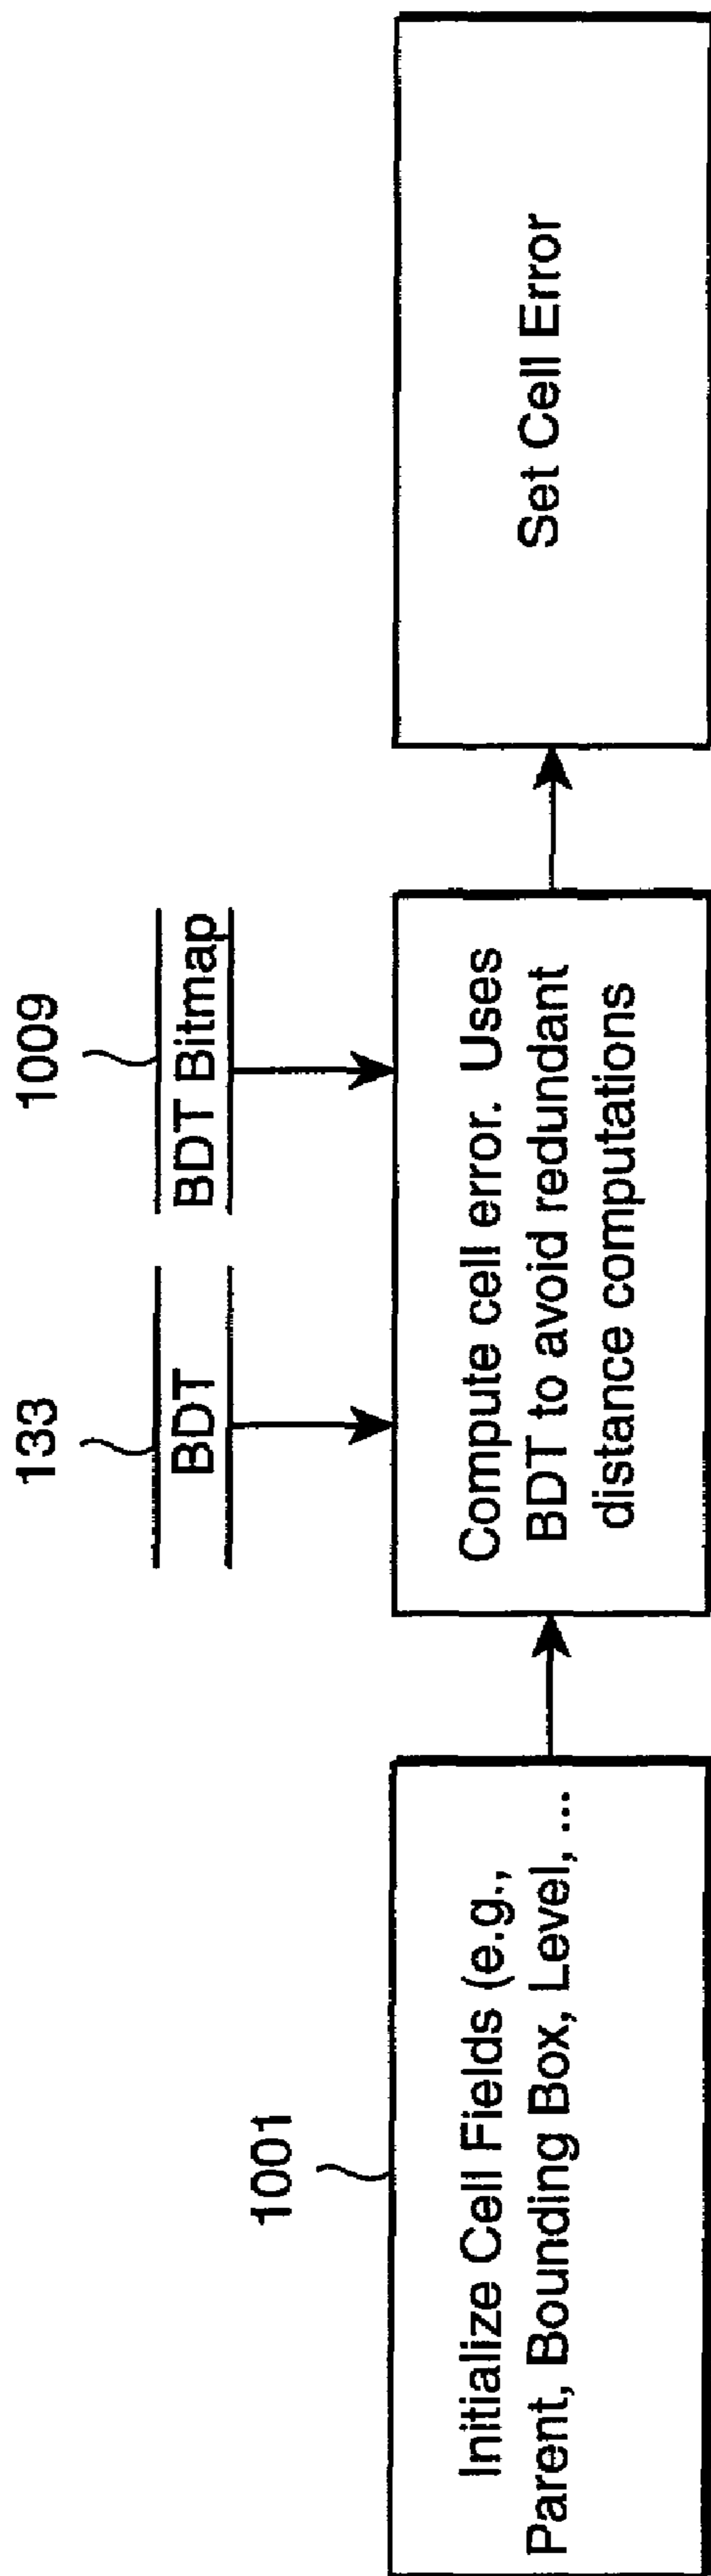 133
1009
BDT
BDT Bitmap
1001
Initialize Cell Fields (e.g.,
Parent, Bounding Box, Level, ...
Compute cell error. Uses
BDT to avoid redundant
distance computations
Set Cell Error